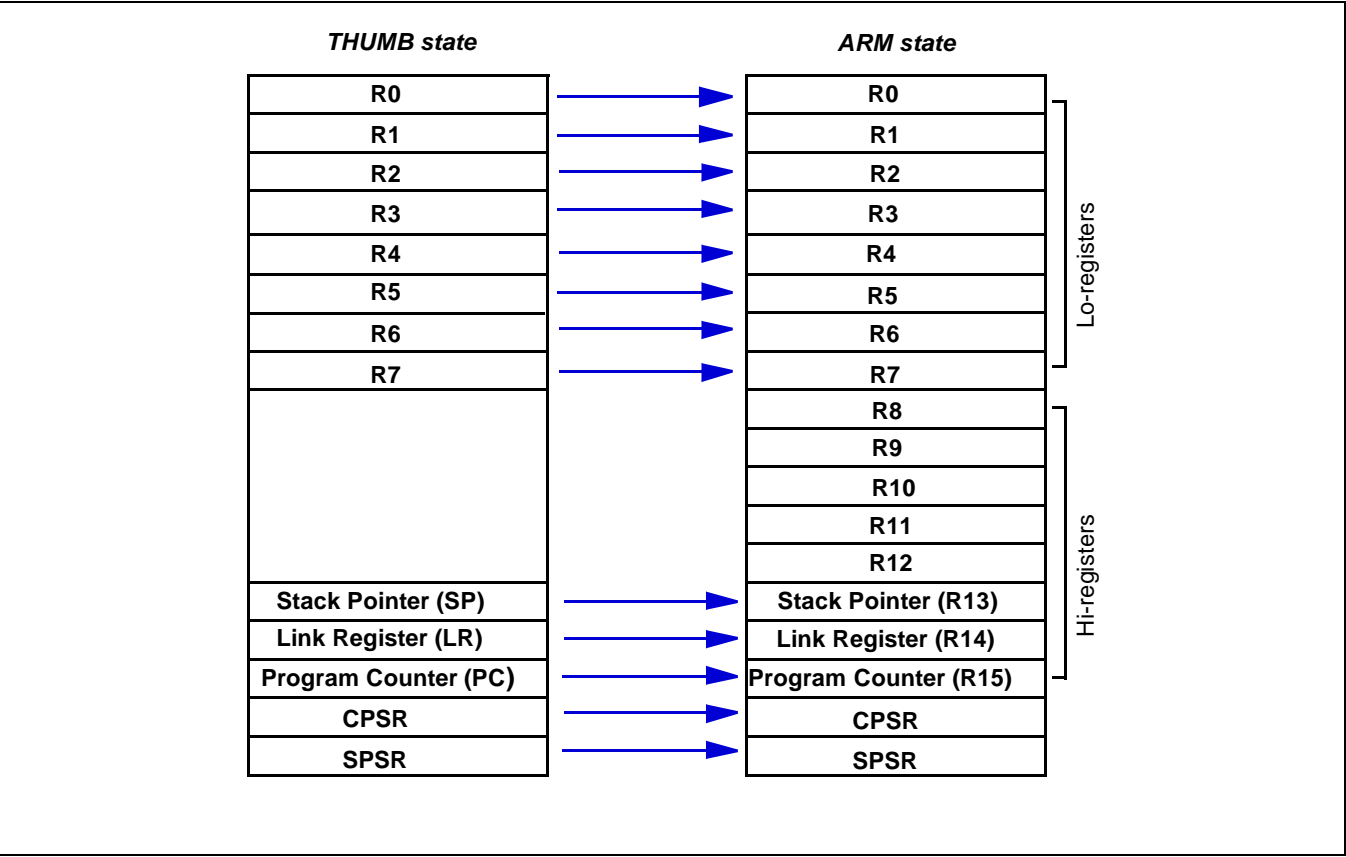 THUMB state
ARM state
R0
R0
R1
R1
R2
R2
R3
R3
R4
R4
R5
R5
R6
R6
R7
R7
Lo-registers
R8
R9
R10
R11
R12
Stack Pointer (SP)
Stack Pointer (R13)
Link Register (LR)
Link Register (R14)
Program Counter (PC)
Program Counter (R15)
Hi-registers
CPSR
CPSR
SPSR
SPSR